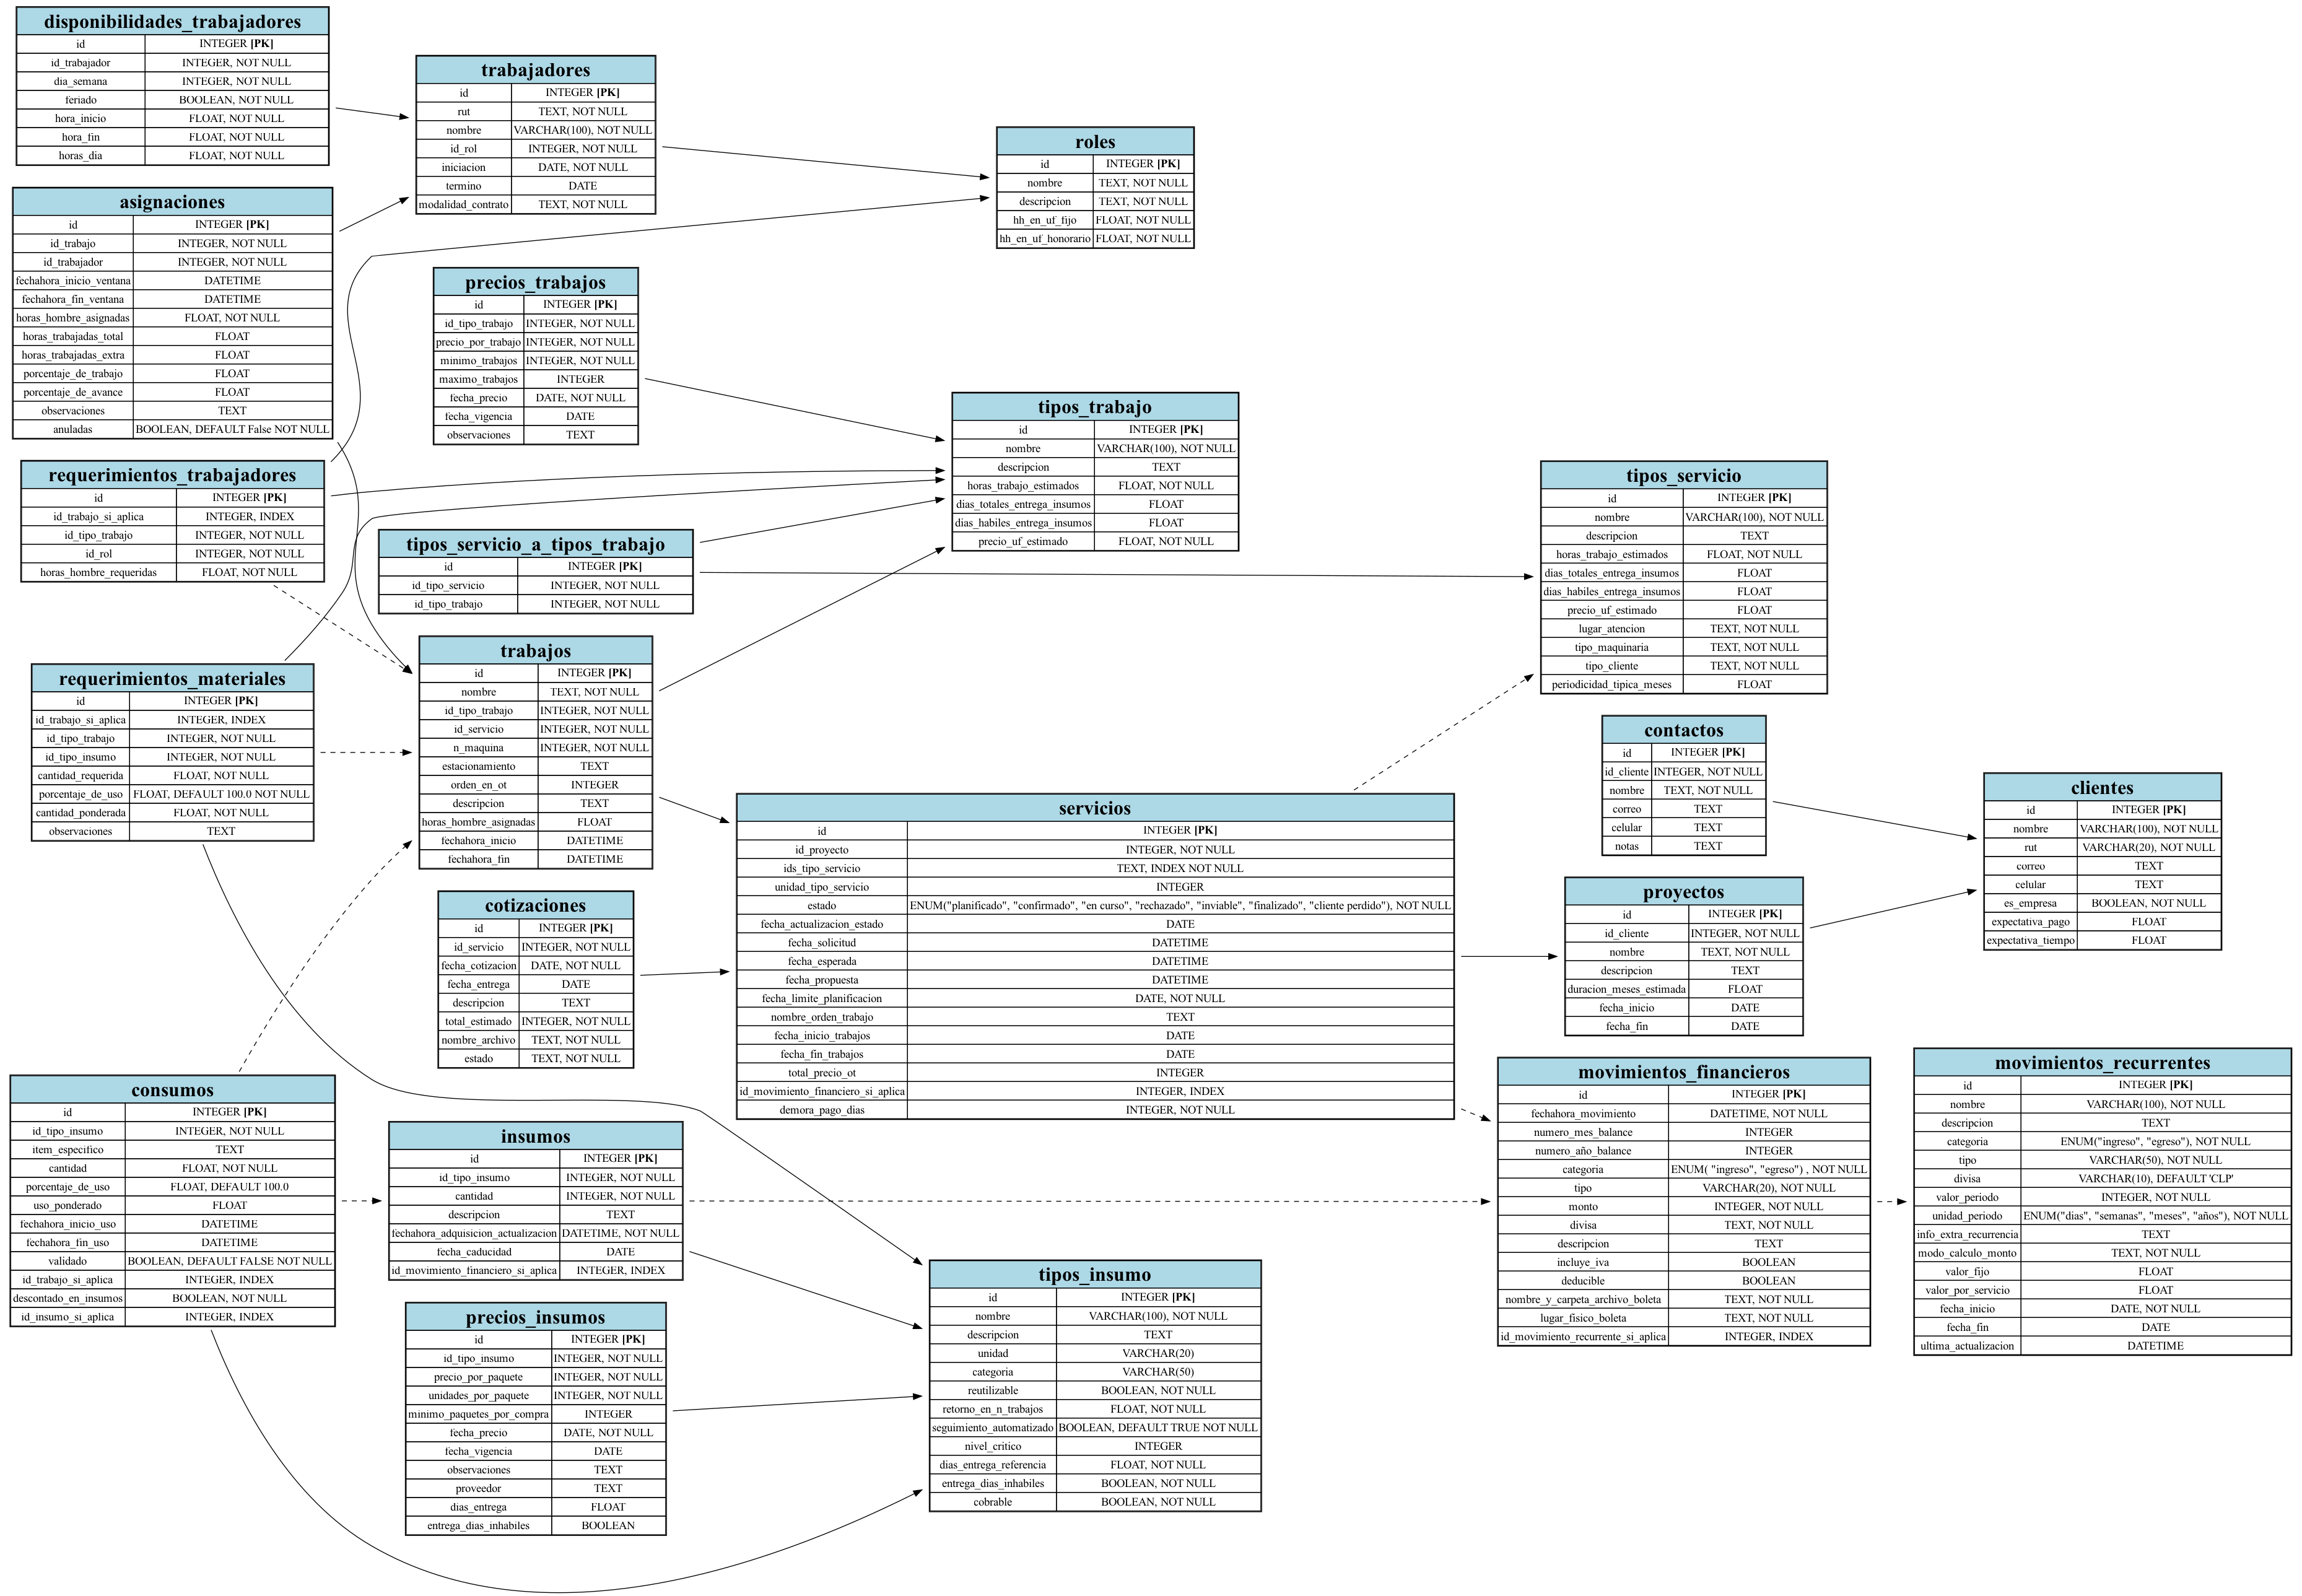 disponibilidades_trabajadores
id INTEGER [PK]
id_trabajador INTEGER, NOT NULL
dia_semana INTEGER, NOT NULL
feriado BOOLEAN, NOT NULL
hora_inicio FLOAT, NOT NULL
hora_fin FLOAT, NOT NULL
horas_dia FLOAT, NOT NULL
trabajadores
id INTEGER [PK]
rut TEXT, NOT NULL
nombre VARCHAR(100), NOT NULL
id_rol INTEGER, NOT NULL
iniciacion DATE, NOT NULL
termino DATE
modalidad_contrato TEXT, NOT NULL
roles
id INTEGER [PK]
nombre TEXT, NOT NULL
descripcion TEXT, NOT NULL
hh_en_uf_fijo FLOAT, NOT NULL
hh_en_uf_honorario FLOAT, NOT NULL
asignaciones
id INTEGER [PK]
id_trabajo INTEGER, NOT NULL
id_trabajador INTEGER, NOT NULL
fechahora_inicio_ventana DATETIME
fechahora_fin_ventana DATETIME
horas_hombre_asignadas FLOAT, NOT NULL
horas_trabajadas_total FLOAT
horas_trabajadas_extra FLOAT
porcentaje_de_trabajo FLOAT
porcentaje_de_avance FLOAT
observaciones TEXT
anuladas BOOLEAN, DEFAULT False NOT NULL
precios_trabajos
id INTEGER [PK]
id_tipo_trabajo INTEGER, NOT NULL
precio_por_trabajo INTEGER, NOT NULL
minimo_trabajos INTEGER, NOT NULL
maximo_trabajos INTEGER
fecha_precio DATE, NOT NULL
fecha_vigencia DATE
observaciones TEXT
tipos_trabajo
id INTEGER [PK]
nombre VARCHAR(100), NOT NULL
descripcion TEXT
horas_trabajo_estimados FLOAT, NOT NULL
dias_totales_entrega_insumos FLOAT
dias_habiles_entrega_insumos FLOAT
precio_uf_estimado FLOAT, NOT NULL
requerimientos_trabajadores
id INTEGER [PK]
id_trabajo_si_aplica INTEGER, INDEX
id_tipo_trabajo INTEGER, NOT NULL
id_rol INTEGER, NOT NULL
horas_hombre_requeridas FLOAT, NOT NULL
tipos_servicio_a_tipos_trabajo
id INTEGER [PK]
id_tipo_servicio INTEGER, NOT NULL
id_tipo_trabajo INTEGER, NOT NULL
tipos_servicio
id INTEGER [PK]
nombre VARCHAR(100), NOT NULL
descripcion TEXT
horas_trabajo_estimados FLOAT, NOT NULL
dias_totales_entrega_insumos FLOAT
dias_habiles_entrega_insumos FLOAT
precio_uf_estimado FLOAT
lugar_atencion TEXT, NOT NULL
tipo_maquinaria TEXT, NOT NULL
tipo_cliente TEXT, NOT NULL
periodicidad_tipica_meses FLOAT
requerimientos_materiales
id INTEGER [PK]
id_trabajo_si_aplica INTEGER, INDEX
id_tipo_trabajo INTEGER, NOT NULL
id_tipo_insumo INTEGER, NOT NULL
cantidad_requerida FLOAT, NOT NULL
porcentaje_de_uso FLOAT, DEFAULT 100.0 NOT NULL
cantidad_ponderada FLOAT, NOT NULL
observaciones TEXT
trabajos
id INTEGER [PK]
nombre TEXT, NOT NULL
id_tipo_trabajo INTEGER, NOT NULL
id_servicio INTEGER, NOT NULL
n_maquina INTEGER, NOT NULL
estacionamiento TEXT
orden_en_ot INTEGER
descripcion TEXT
horas_hombre_asignadas FLOAT
fechahora_inicio DATETIME
fechahora_fin DATETIME
contactos
id INTEGER [PK]
id_cliente INTEGER, NOT NULL
nombre TEXT, NOT NULL
correo TEXT
celular TEXT
notas TEXT
clientes
id INTEGER [PK]
nombre VARCHAR(100), NOT NULL
rut VARCHAR(20), NOT NULL
correo TEXT
celular TEXT
es_empresa BOOLEAN, NOT NULL
expectativa_pago FLOAT
expectativa_tiempo FLOAT
servicios
id INTEGER [PK]
id_proyecto INTEGER, NOT NULL
ids_tipo_servicio TEXT, INDEX NOT NULL
unidad_tipo_servicio INTEGER
estado ENUM("planificado", "confirmado", "en curso", "rechazado", "inviable", "finalizado", "cliente perdido"), NOT NULL
fecha_actualizacion_estado DATE
fecha_solicitud DATETIME
fecha_esperada DATETIME
fecha_propuesta DATETIME
fecha_limite_planificacion DATE, NOT NULL
nombre_orden_trabajo TEXT
fecha_inicio_trabajos DATE
fecha_fin_trabajos DATE
total_precio_ot INTEGER
id_movimiento_financiero_si_aplica INTEGER, INDEX
demora_pago_dias INTEGER, NOT NULL
proyectos
id INTEGER [PK]
id_cliente INTEGER, NOT NULL
nombre TEXT, NOT NULL
descripcion TEXT
duracion_meses_estimada FLOAT
fecha_inicio DATE
fecha_fin DATE
cotizaciones
id INTEGER [PK]
id_servicio INTEGER, NOT NULL
fecha_cotizacion DATE, NOT NULL
fecha_entrega DATE
descripcion TEXT
total_estimado INTEGER, NOT NULL
nombre_archivo TEXT, NOT NULL
estado TEXT, NOT NULL
consumos
id INTEGER [PK]
id_tipo_insumo INTEGER, NOT NULL
item_especifico TEXT
cantidad FLOAT, NOT NULL
porcentaje_de_uso FLOAT, DEFAULT 100.0
uso_ponderado FLOAT
fechahora_inicio_uso DATETIME
fechahora_fin_uso DATETIME
validado BOOLEAN, DEFAULT FALSE NOT NULL
id_trabajo_si_aplica INTEGER, INDEX
descontado_en_insumos BOOLEAN, NOT NULL
id_insumo_si_aplica INTEGER, INDEX
insumos
id INTEGER [PK]
id_tipo_insumo INTEGER, NOT NULL
cantidad INTEGER, NOT NULL
descripcion TEXT
fechahora_adquisicion_actualizacion DATETIME, NOT NULL
fecha_caducidad DATE
id_movimiento_financiero_si_aplica INTEGER, INDEX
movimientos_financieros
id INTEGER [PK]
fechahora_movimiento DATETIME, NOT NULL
numero_mes_balance INTEGER
numero_año_balance INTEGER
categoria ENUM( "ingreso", "egreso") , NOT NULL
tipo VARCHAR(20), NOT NULL
monto INTEGER, NOT NULL
divisa TEXT, NOT NULL
descripcion TEXT
incluye_iva BOOLEAN
deducible BOOLEAN
nombre_y_carpeta_archivo_boleta TEXT, NOT NULL
lugar_fisico_boleta TEXT, NOT NULL
id_movimiento_recurrente_si_aplica INTEGER, INDEX
movimientos_recurrentes
id INTEGER [PK]
nombre VARCHAR(100), NOT NULL
descripcion TEXT
categoria ENUM("ingreso", "egreso"), NOT NULL
tipo VARCHAR(50), NOT NULL
divisa VARCHAR(10), DEFAULT 'CLP'
valor_periodo INTEGER, NOT NULL
unidad_periodo ENUM("dias", "semanas", "meses", "años"), NOT NULL
info_extra_recurrencia TEXT
modo_calculo_monto TEXT, NOT NULL
valor_fijo FLOAT
valor_por_servicio FLOAT
fecha_inicio DATE, NOT NULL
fecha_fin DATE
ultima_actualizacion DATETIME
precios_insumos
id INTEGER [PK]
id_tipo_insumo INTEGER, NOT NULL
precio_por_paquete INTEGER, NOT NULL
unidades_por_paquete INTEGER, NOT NULL
minimo_paquetes_por_compra INTEGER
fecha_precio DATE, NOT NULL
fecha_vigencia DATE
observaciones TEXT
proveedor TEXT
dias_entrega FLOAT
entrega_dias_inhabiles BOOLEAN
tipos_insumo
id INTEGER [PK]
nombre VARCHAR(100), NOT NULL
descripcion TEXT
unidad VARCHAR(20)
categoria VARCHAR(50)
reutilizable BOOLEAN, NOT NULL
retorno_en_n_trabajos FLOAT, NOT NULL
seguimiento_automatizado BOOLEAN, DEFAULT TRUE NOT NULL
nivel_critico INTEGER
dias_entrega_referencia FLOAT, NOT NULL
entrega_dias_inhabiles BOOLEAN, NOT NULL
cobrable BOOLEAN, NOT NULL